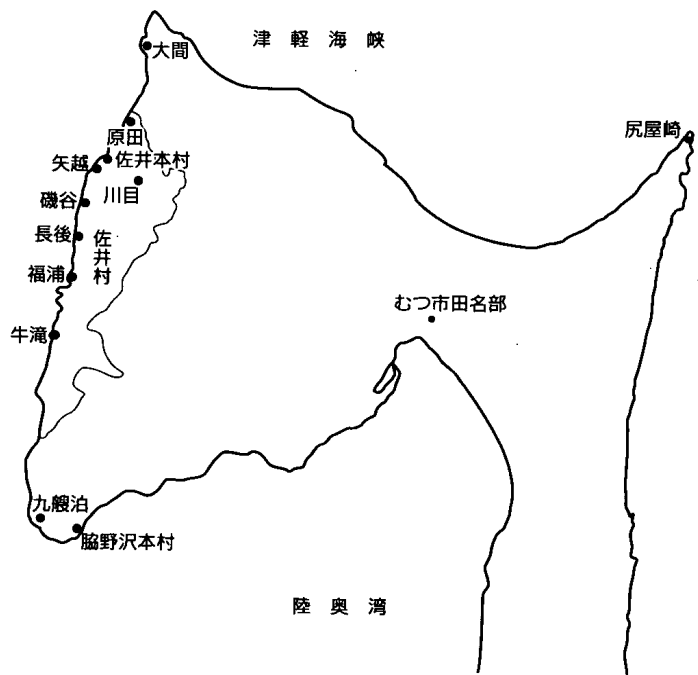 津軽海峡
大間
尻屋崎
原田
佐井本村
矢越
川目
磯谷
長後
佐井村
福浦
むつ市田名部
牛滝
九艘泊
脇野沢本村
陸奥湾